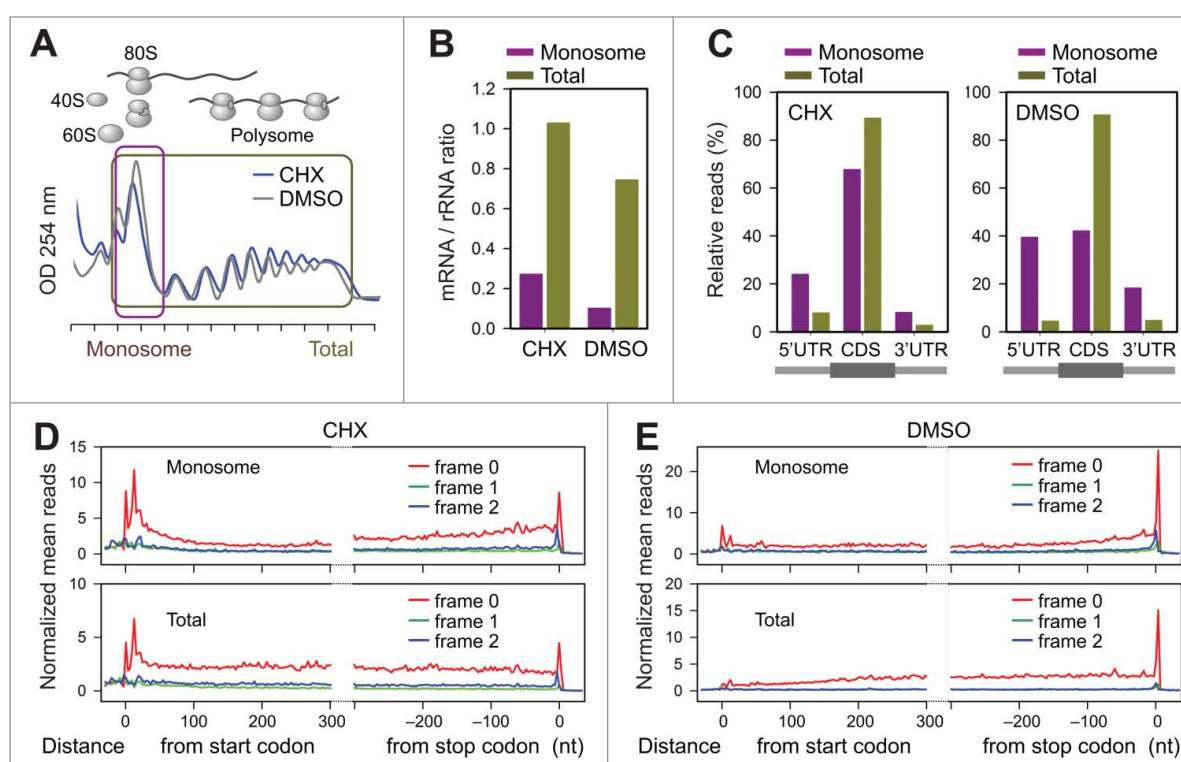 A
80S
40S
60S
Polysome
CHX
DMSO
OD 254 nm
Monosome Total
B
Monosome
Total
mRNA / rRNA ratio
1.2
1.0
0.8
0.6
0.4
0.2
0.0
CHX DMSO
C
Monosome
Total
Relative reads (%)
100
80
60
40
20
0
CHX
5'UTR CDS 3'UTR
Monosome
Total
100
80
60
40
20
0
DMSO
5'UTR CDS 3'UTR
D
CHX
Normalized mean reads
15
10
5
0
Monosome
frame 0
frame 1
frame 2
10
5
0
Total
frame 0
frame 1
frame 2
0 100 200 300 –200 –100 0
Distance from start codon from stop codon (nt)
E
DMSO
Normalized mean reads
20
10
0
Monosome
frame 0
frame 1
frame 2
20
15
10
5
0
Total
frame 0
frame 1
frame 2
0 100 200 300 –200 –100 0
Distance from start codon from stop codon (nt)